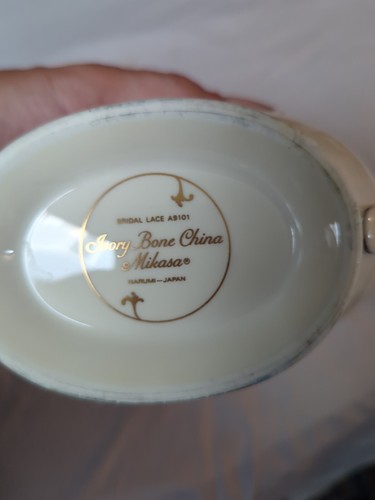 BRIDAL LACE A9101
Ivory Bone China
Mikasa®
NARUMI—JAPAN